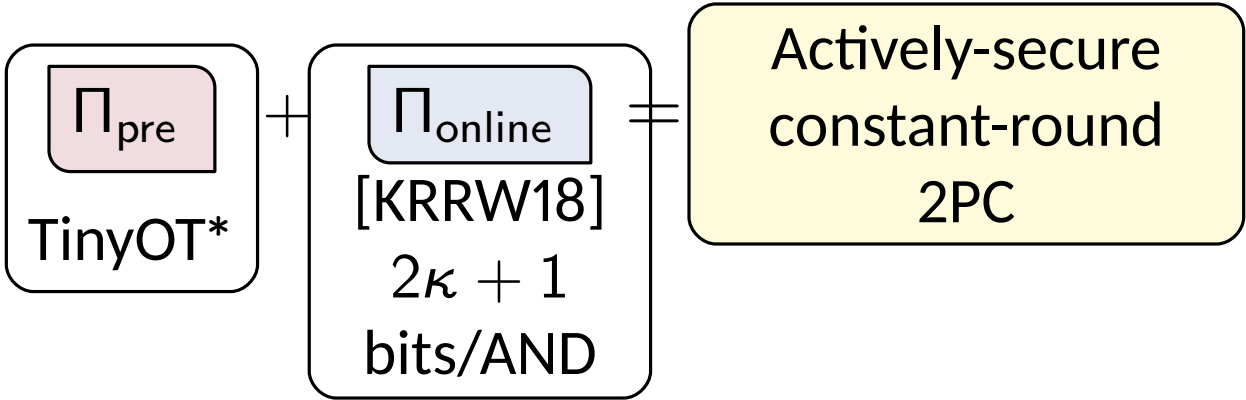 Π_pre
TinyOT*
+
Π_online
[KRRW18]
2κ + 1
bits/AND
=
Actively-secure
constant-round
2PC